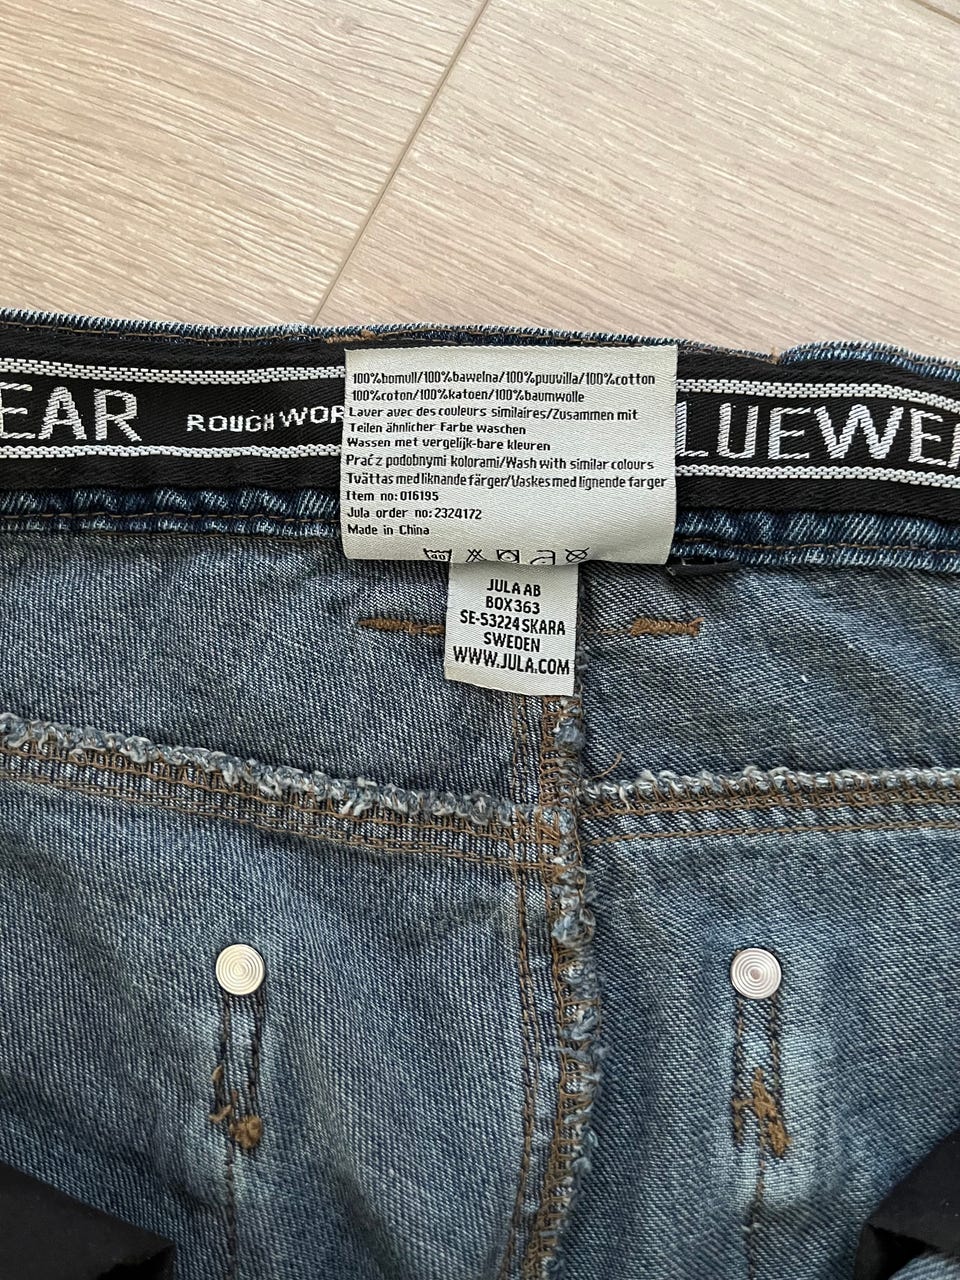 EAR
ROUGH WOR
LUEWE
100%bomull/100%bawełna/100%puuvilla/100%cotton
100%coton/100%katoen/100%baumwolle
Laver avec des couleurs similaires/Zusammen mit
Teilen ähnlicher Farbe waschen
Wassen met vergelijk-bare kleuren
Prać z podobnymi kolorami/Wash with similar colours
Tvättas med liknande färger/Vaskes med lignende farger
Item no: 016195
Jula order no: 2324172
Made in China
40
JULA AB
BOX 363
SE-53224 SKARA
SWEDEN
WWW.JULA.COM